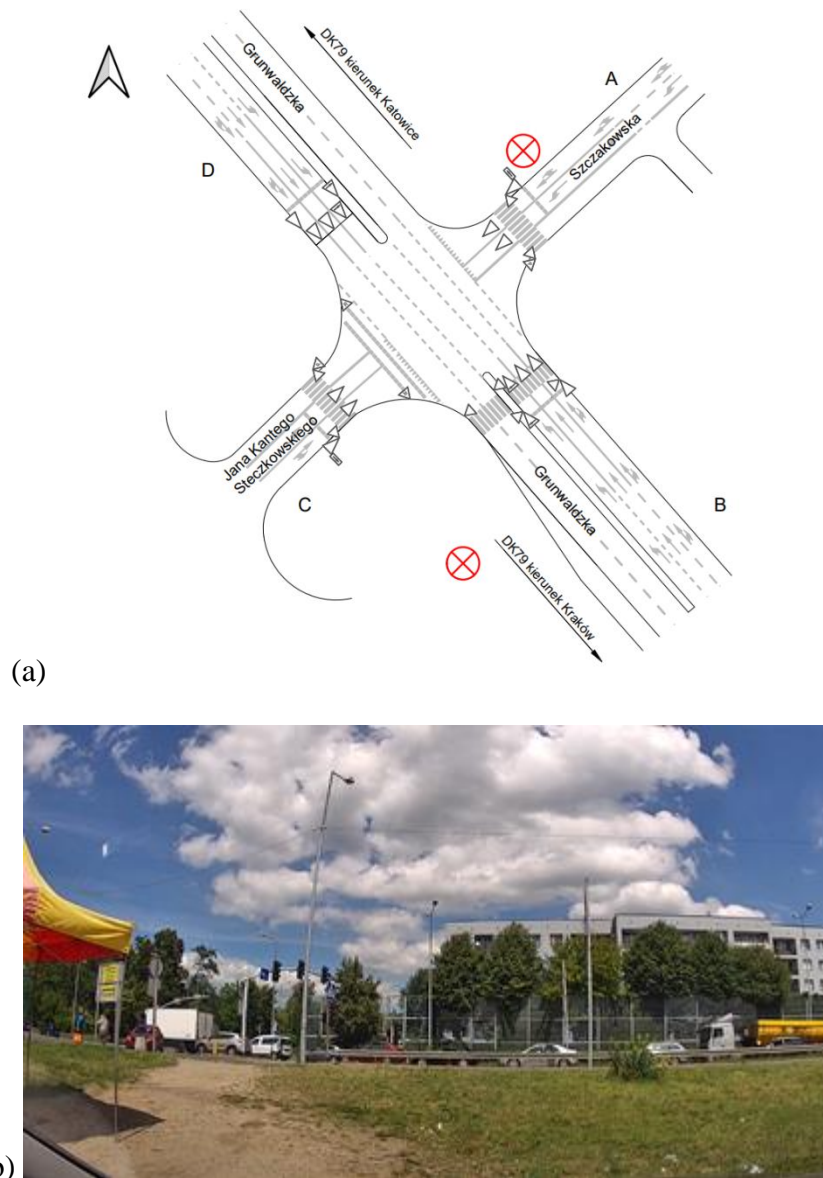 DK79 kierunek Katowice
Grunwaldzka
A
Szczakowska
D
Jana Kantego
Steczkowskiego
C
Grunwaldzka
B
DK79 kierunek Kraków
(a)
)